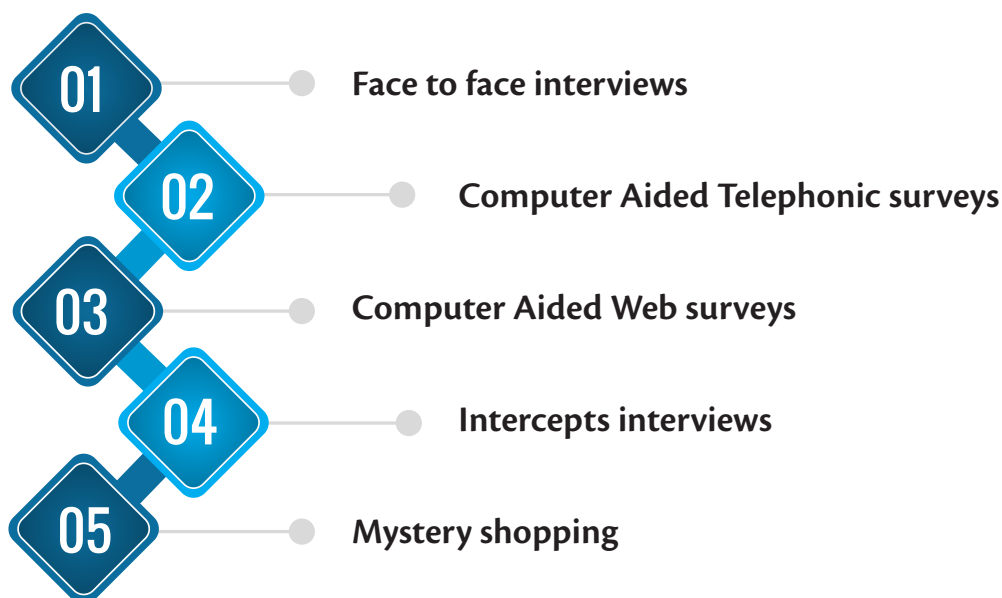 01 Face to face interviews
02 Computer Aided Telephonic surveys
03 Computer Aided Web surveys
04 Intercepts interviews
05 Mystery shopping